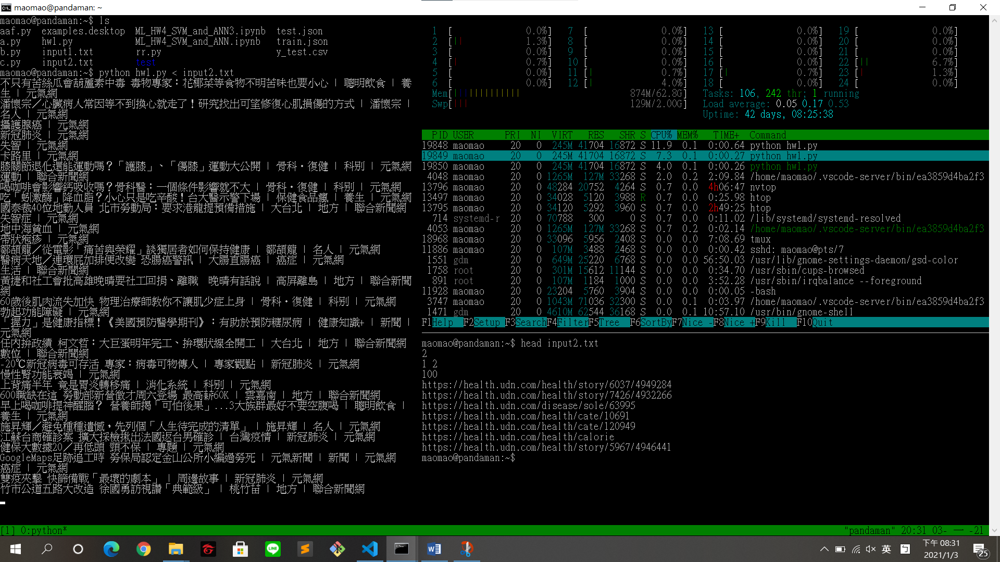 maomao@pandaman: ~
maomao@pandaman:~$ ls
aaf.py  examples.desktop  ML_HW4_SVM_and_ANN3.ipynb  test.json
a.py    hw1.py            ML_HW4_SVM_and_ANN.ipynb   train.json
b.py    input1.txt        rr.py                      y_test.csv
c.py    input2.txt        test
maomao@pandaman:~$ python hw1.py < input2.txt
不只有苦絲瓜會葫蘆素中毒 毒物專家：花椰菜等食物不明苦味也要小心 | 聰明飲食 | 養
生 | 元氣網
潘懷宗／心臟病人常因等不到換心就走了！研究找出可望修復心肌損傷的方式 | 潘懷宗 |
名人 | 元氣網
攝護腺癌 | 元氣網
新冠肺炎 | 元氣網
失智 | 元氣網
卡路里 | 元氣網
膝關節退化還能運動嗎？「護膝」、「傷膝」運動大公開 | 骨科・復健 | 科別 | 元氣網
運動 | 聯合新聞網
喝咖啡會影響鈣吸收嗎？骨科醫：一個條件影響就不大 | 骨科・復健 | 科別 | 元氣網
吃「蚓激酶」降血脂？小心只是吃辛酸！台大醫示警下場 | 保健食品瘋 | 養生 | 元氣網
國泰裁40位地勤人員 北市勞動局：要求港龍提預備措施 | 大台北 | 地方 | 聯合新聞網
失智症 | 元氣網
地中海貧血 | 元氣網
帶狀疱疹 | 元氣網
鄒頡龍／從電影「痛苦與榮耀」談獨居者如何保持健康 | 鄒頡龍 | 名人 | 元氣網
醫病天地／連環屁加排便改變 恐腸癌警訊 | 大腸直腸癌 | 癌症 | 元氣網
生活 | 聯合新聞網
黃捷和社工會批高雄晚晴要社工回捐、離職　晚晴有話說 | 高屏離島 | 地方 | 聯合新聞
網
60歲後肌肉流失加快 物理治療師教你不讓肌少症上身 | 骨科・復健 | 科別 | 元氣網
勃起功能障礙 | 元氣網
「握力」是健康指標！《美國預防醫學期刊》：有助於預防糖尿病 | 健康知識+ | 新聞 |
元氣網
任內拚政績 柯文哲：大巨蛋明年完工、拚環狀線全開工 | 大台北 | 地方 | 聯合新聞網
數位 | 聯合新聞網
-20℃新冠病毒可存活 專家：病毒可物傳人 | 專家觀點 | 新冠肺炎 | 元氣網
慢性腎功能衰竭 | 元氣網
上背痛半年 竟是胃炎轉移痛 | 消化系統 | 科別 | 元氣網
600職缺在這 勞動部新營徵才周六登場 最高薪60K | 雲嘉南 | 地方 | 聯合新聞網
早上喝咖啡提神醒腦？ 營養師揭「可怕後果」...3大族群最好不要空腹喝 | 聰明飲食 |
養生 | 元氣網
施昇輝／避免種種遺憾，先列個「人生待完成的清單」 | 施昇輝 | 名人 | 元氣網
江蘇台商確診案 擴大採檢揪出法國返台男確診 | 台灣疫情 | 新冠肺炎 | 元氣網
健保大數據20／再低頭 頸不保 | 專題 | 元氣網
GoogleMaps足跡追工時 勞保局認定金山公所小編過勞死 | 元氣新聞 | 新聞 | 元氣網
癌症 | 元氣網
雙疫夾擊 快篩備戰「最壞的劇本」 | 周邊故事 | 新冠肺炎 | 元氣網
竹市公道五路大改造 徐國勇訪視讚「典範級」 | 桃竹苗 | 地方 | 聯合新聞網
1 [ 0.0%] 7 [ 0.0%] 13 [ 0.0%] 19 [ 0.0%]
2 [|| 1.3%] 8 [ 0.0%] 14 [ 0.0%] 20 [ 0.0%]
3 [ 0.0%] 9 [ 0.0%] 15 [ 0.0%] 21 [ 0.0%]
4 [| 0.7%] 10 [ 0.0%] 16 [ 0.0%] 22 [|| 6.7%]
5 [ 0.0%] 11 [| 0.7%] 17 [| 0.7%] 23 [| 1.3%]
6 [ 0.0%] 12 [| 4.0%] 18 [ 0.0%] 24 [ 0.0%]
Mem[||||||||||||| 874M/62.8G] Tasks: 106, 242 thr; 1 running
Swp[||| 129M/2.00G] Load average: 0.05 0.17 0.53
Uptime: 42 days, 08:25:38
PID USER PRI NI VIRT RES SHR S CPU% MEM% TIME+ Command
19848 maomao 20 0 245M 41704 16872 S 11.9 0.1 0:00.64 python hw1.py
19849 maomao 20 0 245M 41704 16872 S 7.3 0.1 0:00.27 python hw1.py
19850 maomao 20 0 245M 41704 16872 S 4.0 0.1 0:00.26 python hw1.py
4048 maomao 20 0 1265M 127M 33268 S 2.0 0.2 2:09.84 /home/maomao/.vscode-server/bin/ea3859d4ba2f3
13796 maomao 20 0 48284 20752 4264 S 0.7 0.0 4h06:47 nvtop
13497 maomao 20 0 34028 5120 3988 R 0.7 0.0 0:25.98 htop
13795 maomao 20 0 34120 5292 3960 S 0.7 0.0 2h49:25 htop
714 systemd-r 20 0 70788 300 0 S 0.7 0.0 0:11.02 /lib/systemd/systemd-resolved
4053 maomao 20 0 1265M 127M 33268 S 0.7 0.2 0:02.14 /home/maomao/.vscode-server/bin/ea3859d4ba2f3
18968 maomao 20 0 33096 5956 2408 S 0.0 0.0 7:08.69 tmux
11886 maomao 20 0 107M 3488 2468 S 0.0 0.0 0:00.42 sshd: maomao@pts/7
1551 gdm 20 0 649M 25220 6768 S 0.0 0.0 56:50.03 /usr/lib/gnome-settings-daemon/gsd-color
1758 root 20 0 301M 15612 11144 S 0.0 0.0 0:34.70 /usr/sbin/cups-browsed
891 root 20 0 107M 1184 1000 S 0.0 0.0 3:52.28 /usr/sbin/irqbalance --foreground
11928 maomao 20 0 23204 5760 3904 S 0.0 0.0 0:00.05 -bash
3747 maomao 20 0 1043M 71036 32300 S 0.0 0.1 0:03.97 /home/maomao/.vscode-server/bin/ea3859d4ba2f3
1471 gdm 20 0 4610M 62544 36168 S 0.0 0.1 10:57.10 /usr/bin/gnome-shell
F1Help F2Setup F3SearchF4FilterF5Tree F6SortByF7Nice -F8Nice +F9Kill F10Quit
maomao@pandaman:~$ head input2.txt
2
1 2
100
https://health.udn.com/health/story/6037/4949284
https://health.udn.com/health/story/7426/4932266
https://health.udn.com/disease/sole/63995
https://health.udn.com/health/cate/10691
https://health.udn.com/health/cate/120949
https://health.udn.com/health/calorie
https://health.udn.com/health/story/5967/4946441
maomao@pandaman:~$
[1] 0:python* "pandaman" 20:31 03- 一 -21
LINE
英
下午 08:31
2021/1/3
25